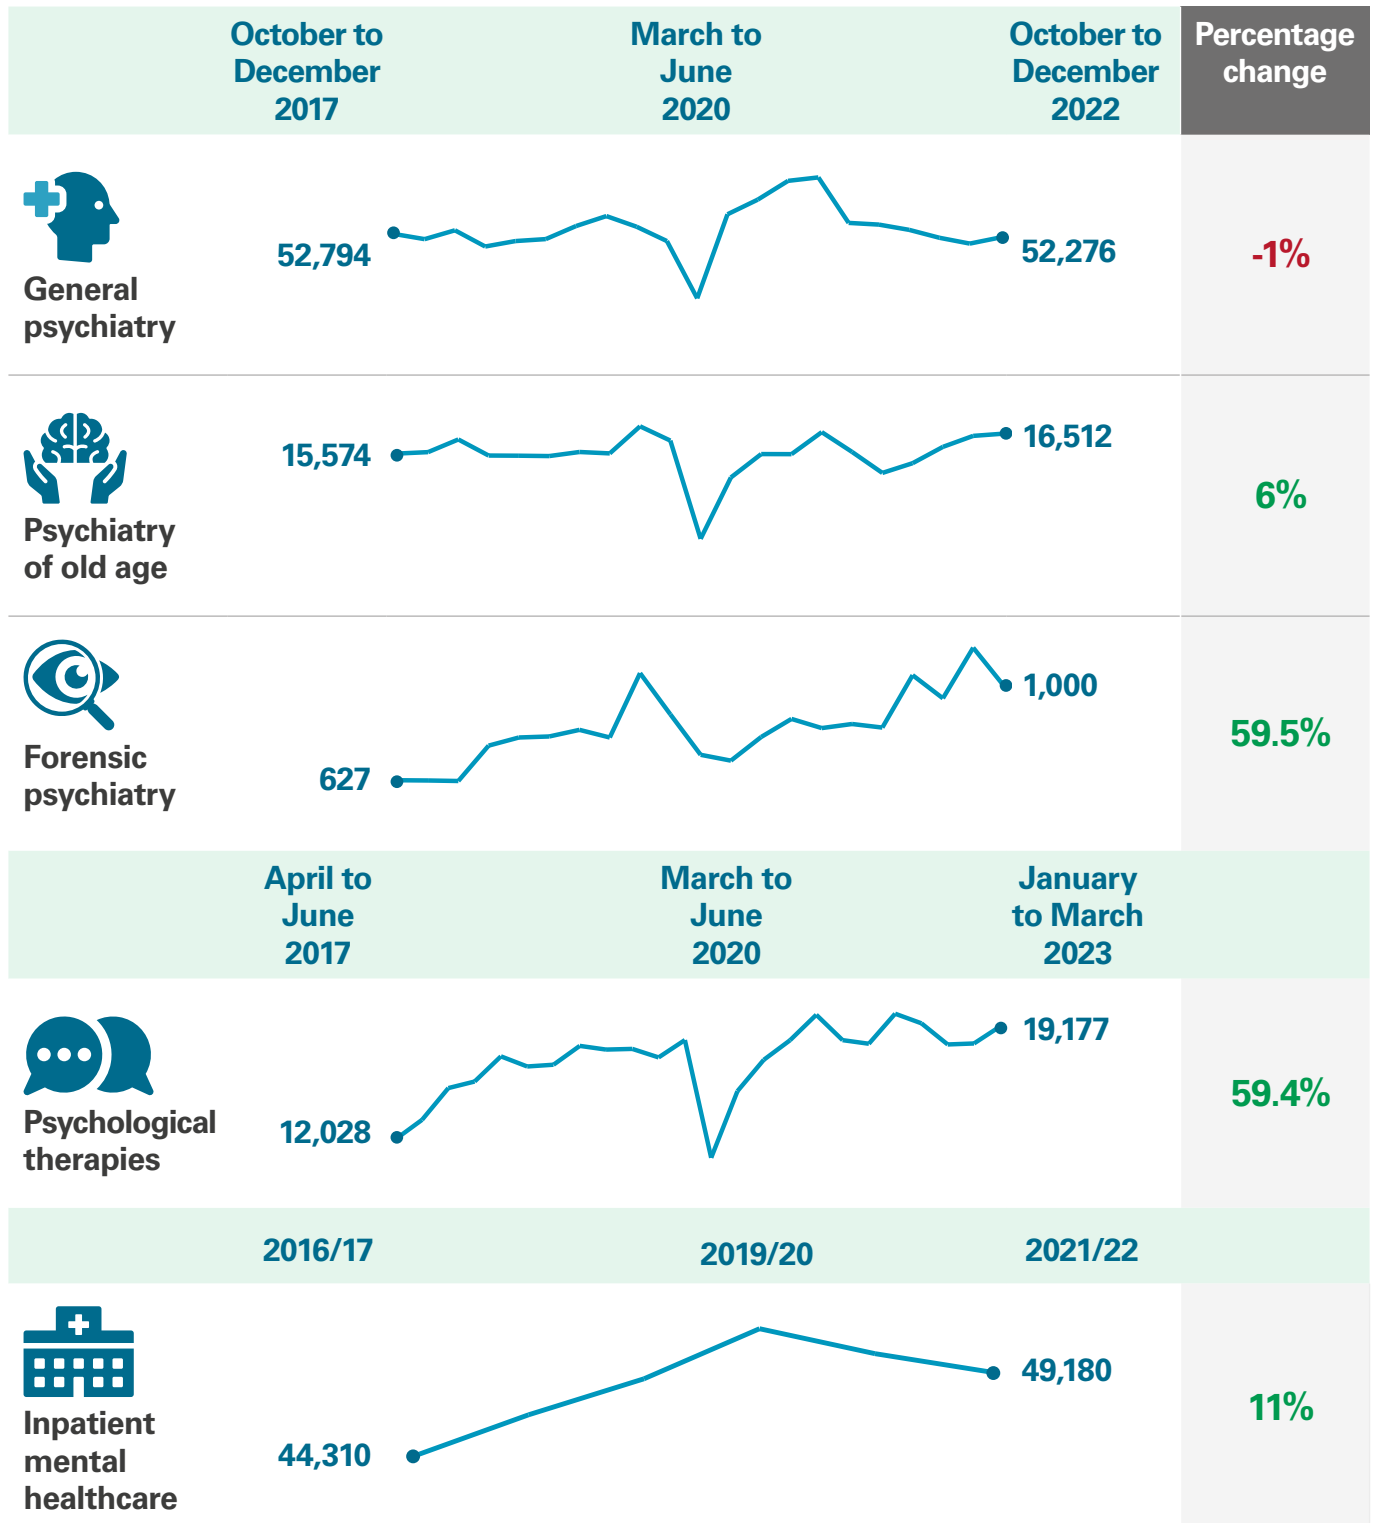 October to
December
2017
March to
June
2020
October to
December
2022
Percentage
change
General
psychiatry
52,794
52,276
-1%
Psychiatry
of old age
15,574
16,512
6%
Forensic
psychiatry
627
1,000
59.5%
April to
June
2017
March to
June
2020
January
to March
2023
Psychological
therapies
12,028
19,177
59.4%
2016/17
2019/20
2021/22
Inpatient
mental
healthcare
44,310
49,180
11%